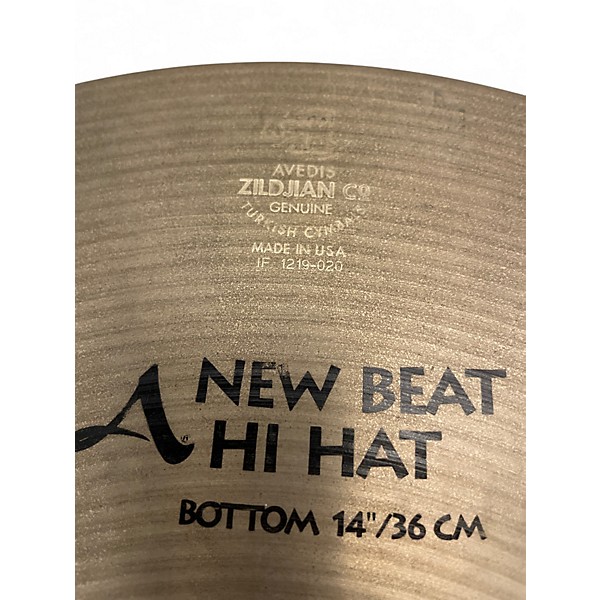 AVEDIS
ZILDJIAN CO
GENUINE
TURKISH CYMBALS
MADE IN USA
IF 1219-020
A NEW BEAT
HI HAT
BOTTOM 14"/36 CM